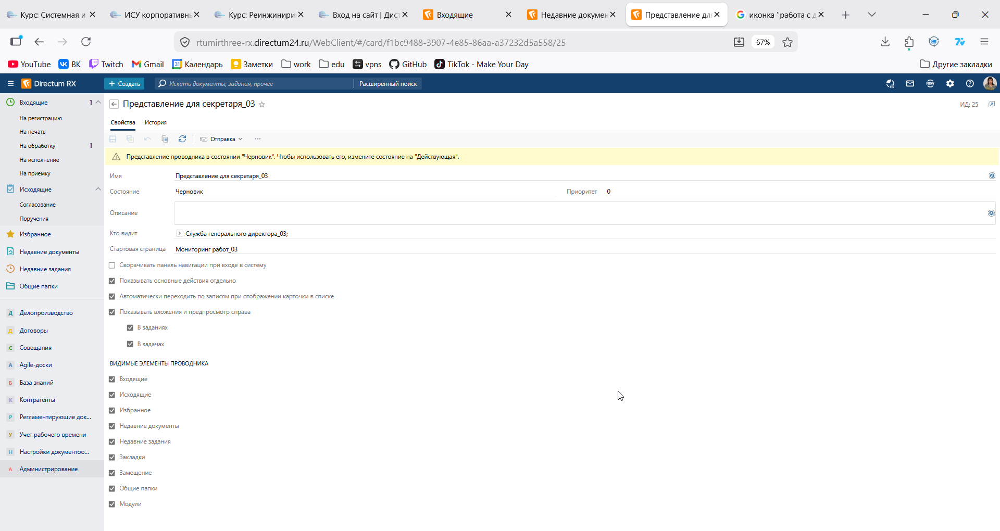 Курс: Системная и
ИСУ корпоративнь
Курс: Реинжинири
Вход на сайт | Дист
Входящие
Недавние докумен
Представление для
иконка "работа с д
rtumirthree-rx.directum24.ru/WebClient/#/card/f1bc9488-3907-4e85-86aa-a37232d5a558/25
67%
YouTube
ВК
Twitch
Gmail
31
Календарь
Заметки
work
edu
vpns
GitHub
TikTok - Make Your Day
Другие закладки
Directum RX
+ Создать
Искать документы, задания, прочее
Расширенный поиск
NEW
Входящие 1
На регистрацию
На печать
На обработку 1
На исполнение
На приемку
Исходящие
Согласование
Поручения
Избранное
Недавние документы
Недавние задания
Общие папки
Д Делопроизводство
Д Договоры
С Совещания
A Agile-доски
Б База знаний
К Контрагенты
Р Регламентирующие док...
У Учет рабочего времени
Н Настройки документоо...
А Администрирование
Представление для секретаря_03
ИД: 25
Свойства
История
Отправка
Представление проводника в состоянии "Черновик". Чтобы использовать его, измените состояние на "Действующая".
Имя Представление для секретаря_03
Состояние Черновик Приоритет 0
Описание
Кто видит Служба генерального директора_03;
Стартовая страница Мониторинг работ_03
Сворачивать панель навигации при входе в систему
Показывать основные действия отдельно
Автоматически переходить по записям при отображении карточки в списке
Показывать вложения и предпросмотр справа
В заданиях
В задачах
ВИДИМЫЕ ЭЛЕМЕНТЫ ПРОВОДНИКА
Входящие
Исходящие
Избранное
Недавние документы
Недавние задания
Закладки
Замещение
Общие папки
Модули